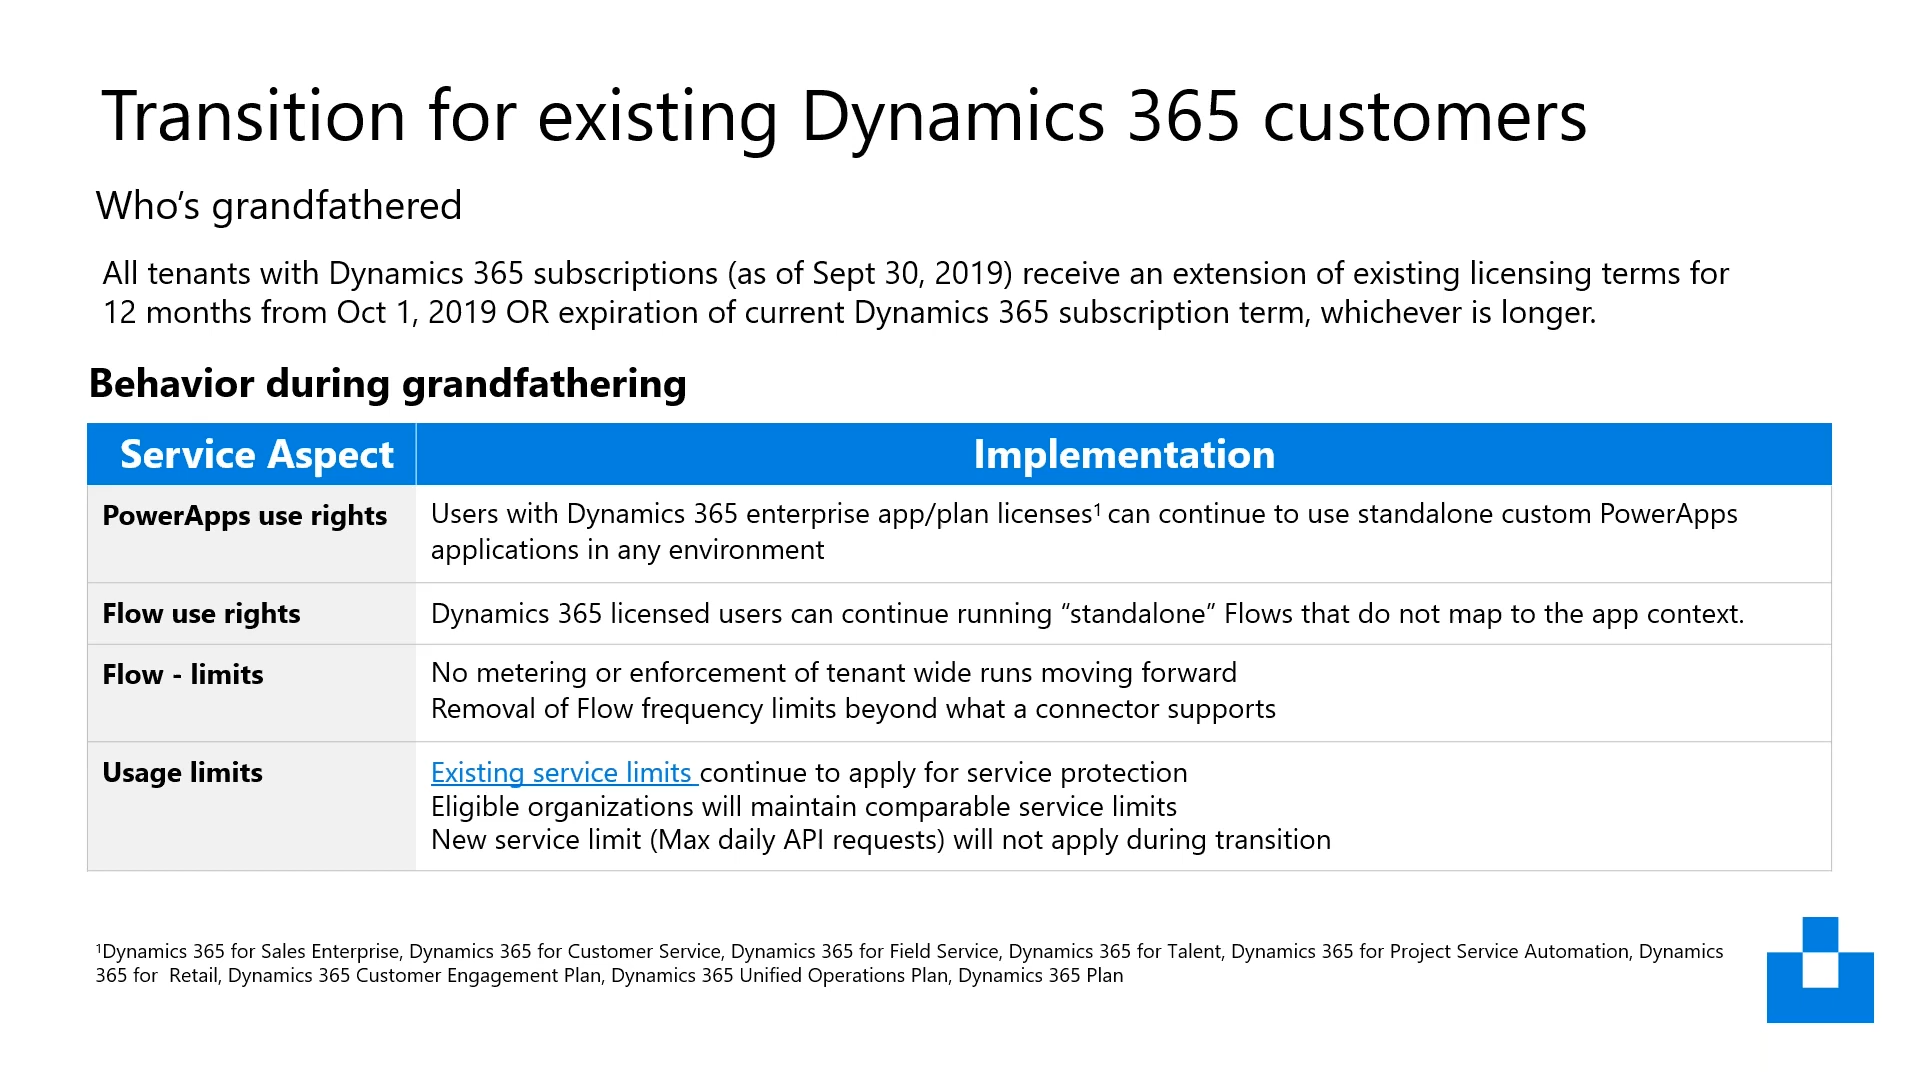 Transition for existing Dynamics 365 customers
Who’s grandfathered
All tenants with Dynamics 365 subscriptions (as of Sept 30, 2019) receive an extension of existing licensing terms for
12 months from Oct 1, 2019 OR expiration of current Dynamics 365 subscription term, whichever is longer.
Behavior during grandfathering
Service Aspect Implementation
PowerApps use rights Users with Dynamics 365 enterprise app/plan licenses¹ can continue to use standalone custom PowerApps
applications in any environment
Flow use rights Dynamics 365 licensed users can continue running “standalone” Flows that do not map to the app context.
Flow - limits No metering or enforcement of tenant wide runs moving forward
Removal of Flow frequency limits beyond what a connector supports
Usage limits Existing service limits continue to apply for service protection
Eligible organizations will maintain comparable service limits
New service limit (Max daily API requests) will not apply during transition
¹Dynamics 365 for Sales Enterprise, Dynamics 365 for Customer Service, Dynamics 365 for Field Service, Dynamics 365 for Talent, Dynamics 365 for Project Service Automation, Dynamics
365 for Retail, Dynamics 365 Customer Engagement Plan, Dynamics 365 Unified Operations Plan, Dynamics 365 Plan